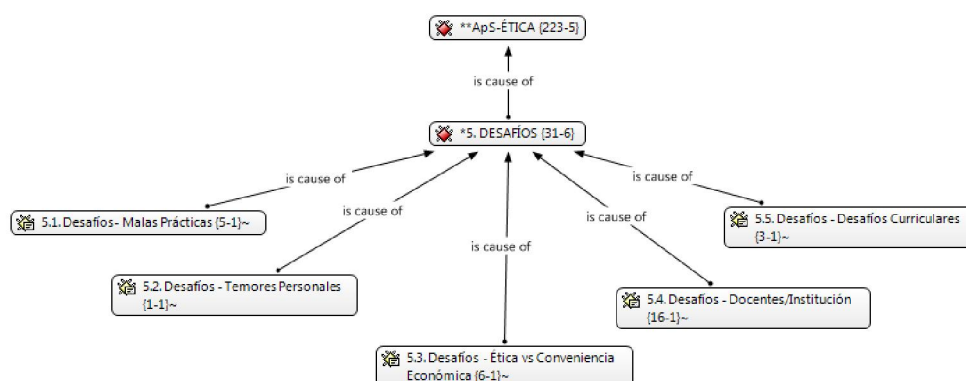 **ApS-ÉTICA {223-5}
is cause of
*5. DESAFÍOS {31-6}
is cause of
is cause of
is cause of
is cause of
is cause of
5.1. Desafíos- Malas Prácticas {5-1}~
5.5. Desafíos - Desafíos Curriculares
{3-1}~
5.2. Desafíos - Temores Personales
{1-1}~
5.4. Desafíos - Docentes/Institución
{16-1}~
5.3. Desafíos - Ética vs Conveniencia
Económica {6-1}~